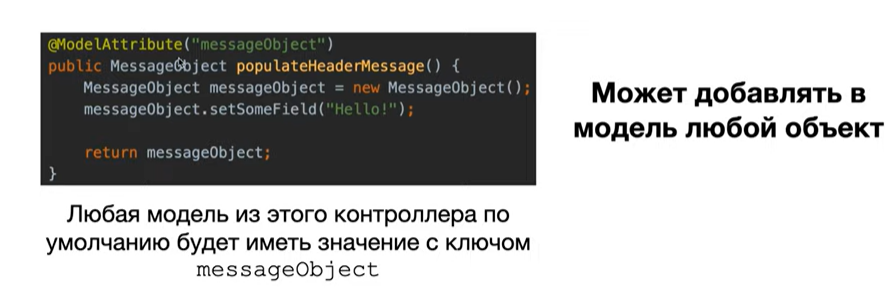 @ModelAttribute("messageObject")
public MessageObject populateHeaderMessage() {
    MessageObject messageObject = new MessageObject();
    messageObject.setSomeField("Hello!");

    return messageObject;
}
Может добавлять в
модель любой объект
Любая модель из этого контроллера по
умолчанию будет иметь значение с ключом
messageObject